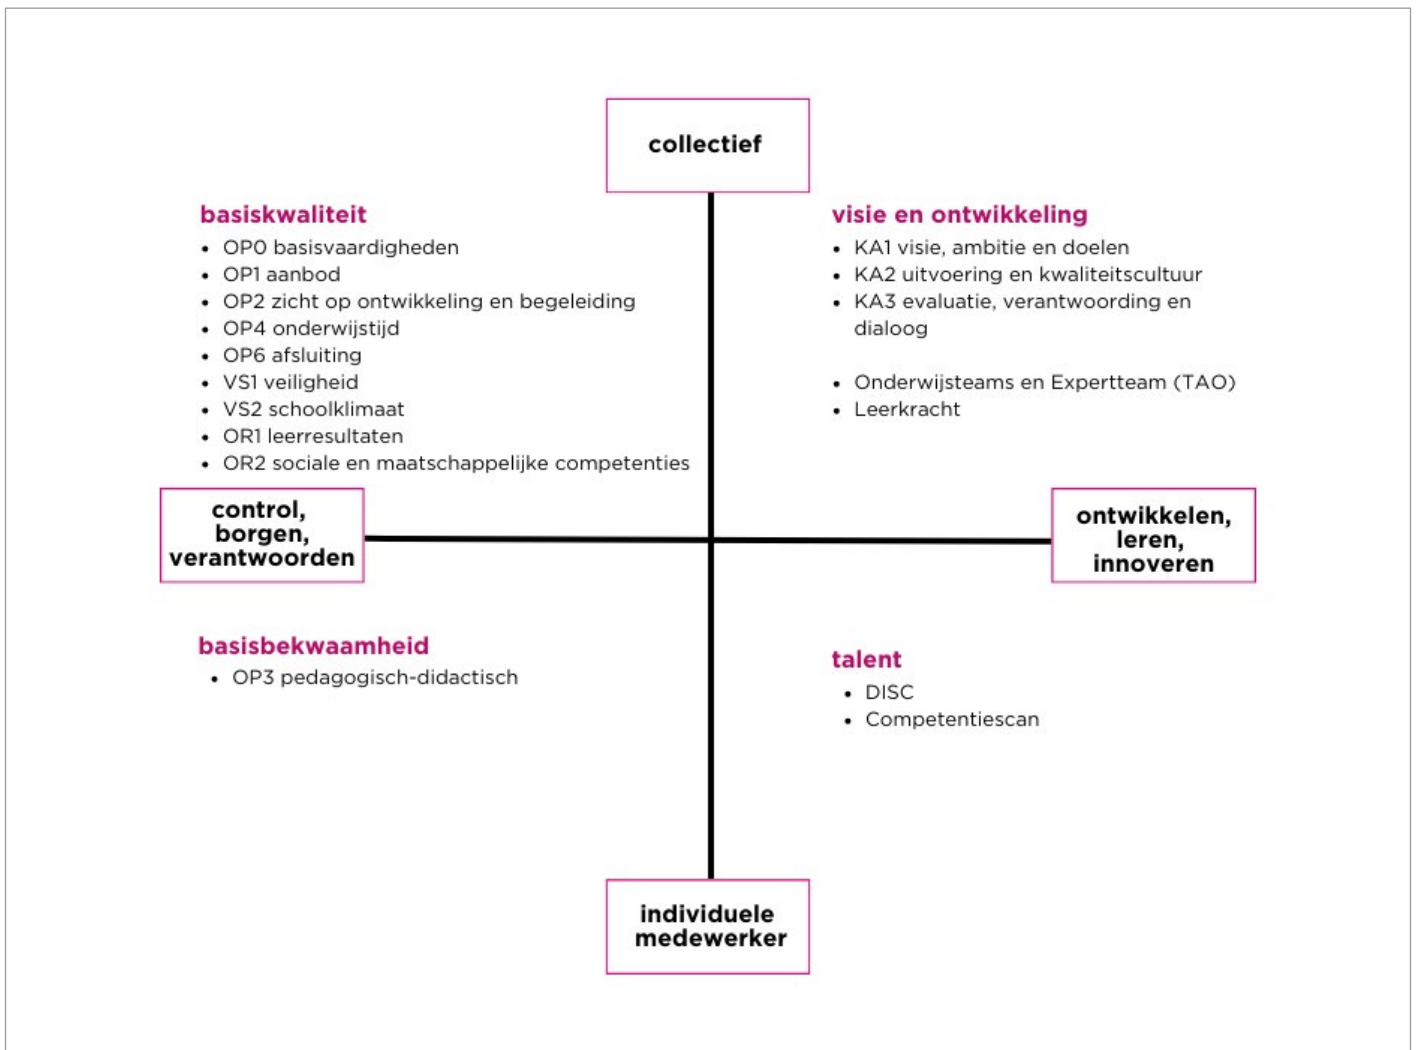 collectief
basiskwaliteit
• OP0 basisvaardigheden
• OP1 aanbod
• OP2 zicht op ontwikkeling en begeleiding
• OP4 onderwijstijd
• OP6 afsluiting
• VS1 veiligheid
• VS2 schoolklimaat
• OR1 leerresultaten
• OR2 sociale en maatschappelijke competenties
visie en ontwikkeling
• KA1 visie, ambitie en doelen
• KA2 uitvoering en kwaliteitscultuur
• KA3 evaluatie, verantwoording en
dialoog
• Onderwijsteams en Expertteam (TAO)
• Leerkracht
control,
borgen,
verantwoorden
ontwikkelen,
leren,
innoveren
basisbekwaamheid
• OP3 pedagogisch-didactisch
talent
• DISC
• Competentiescan
individuele
medewerker